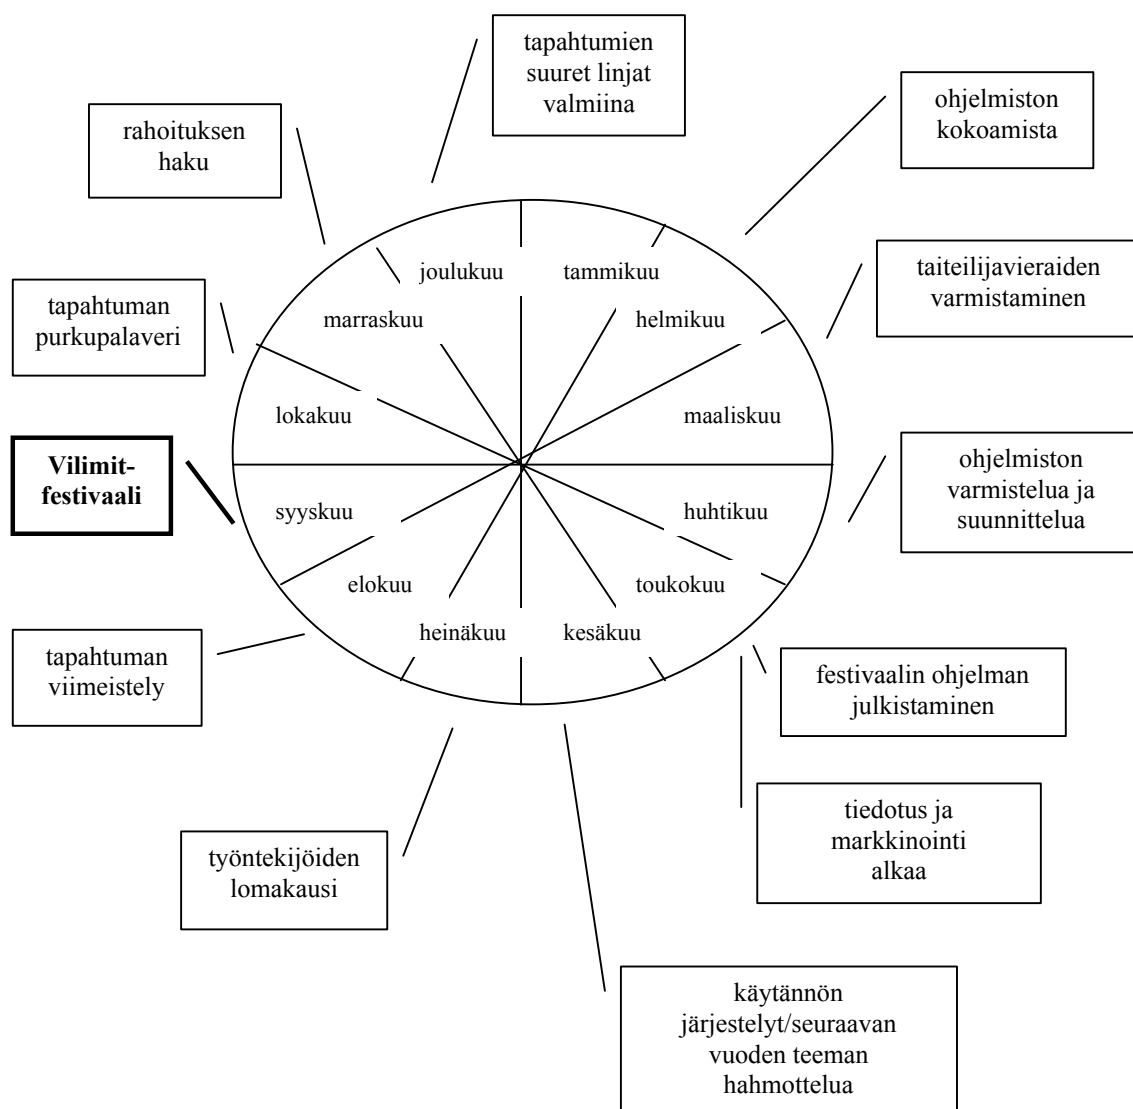 tapahtumien
suuret linjat
valmiina
ohjelmiston
kokoamista
rahoituksen
haku
taiteilijavieraiden
varmistaminen
tapahtuman
purkupalaveri
joulukuu
tammikuu
marraskuu
helmikuu
lokakuu
maaliskuu
Vilimit-
festivaali
ohjelmiston
varmistelua ja
suunnittelua
syyskuu
huhtikuu
elokuu
toukokuu
heinäkuu
kesäkuu
tapahtuman
viimeistely
festivaalin ohjelman
julkistaminen
tiedotus ja
markkinointi
alkaa
työntekijöiden
lomakausi
käytännön
järjestelyt/seuraavan
vuoden teeman
hahmottelua